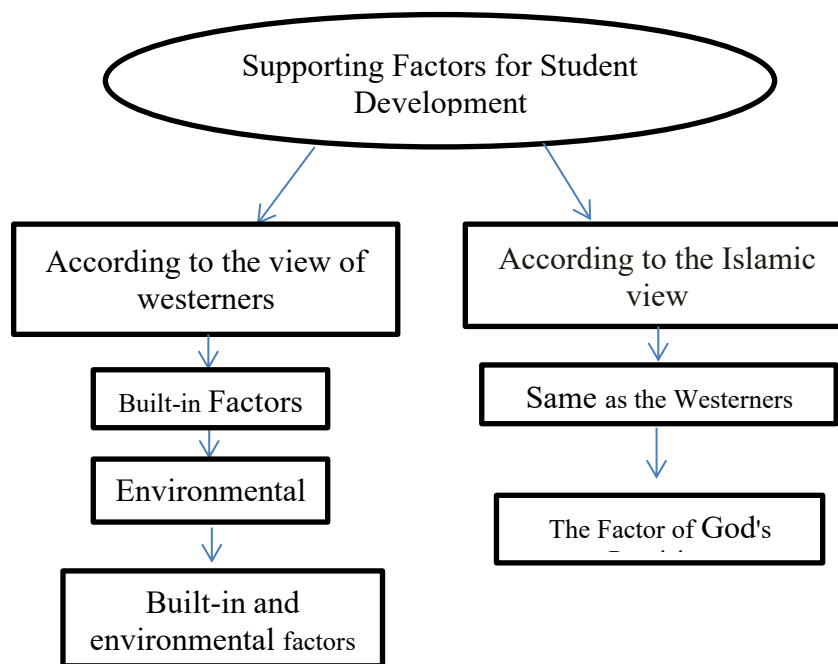 Supporting Factors for Student
Development
According to the view of
westerners
According to the Islamic
view
Built-in Factors
Same as the Westerners
Environmental
The Factor of God's
Built-in and
environmental factors